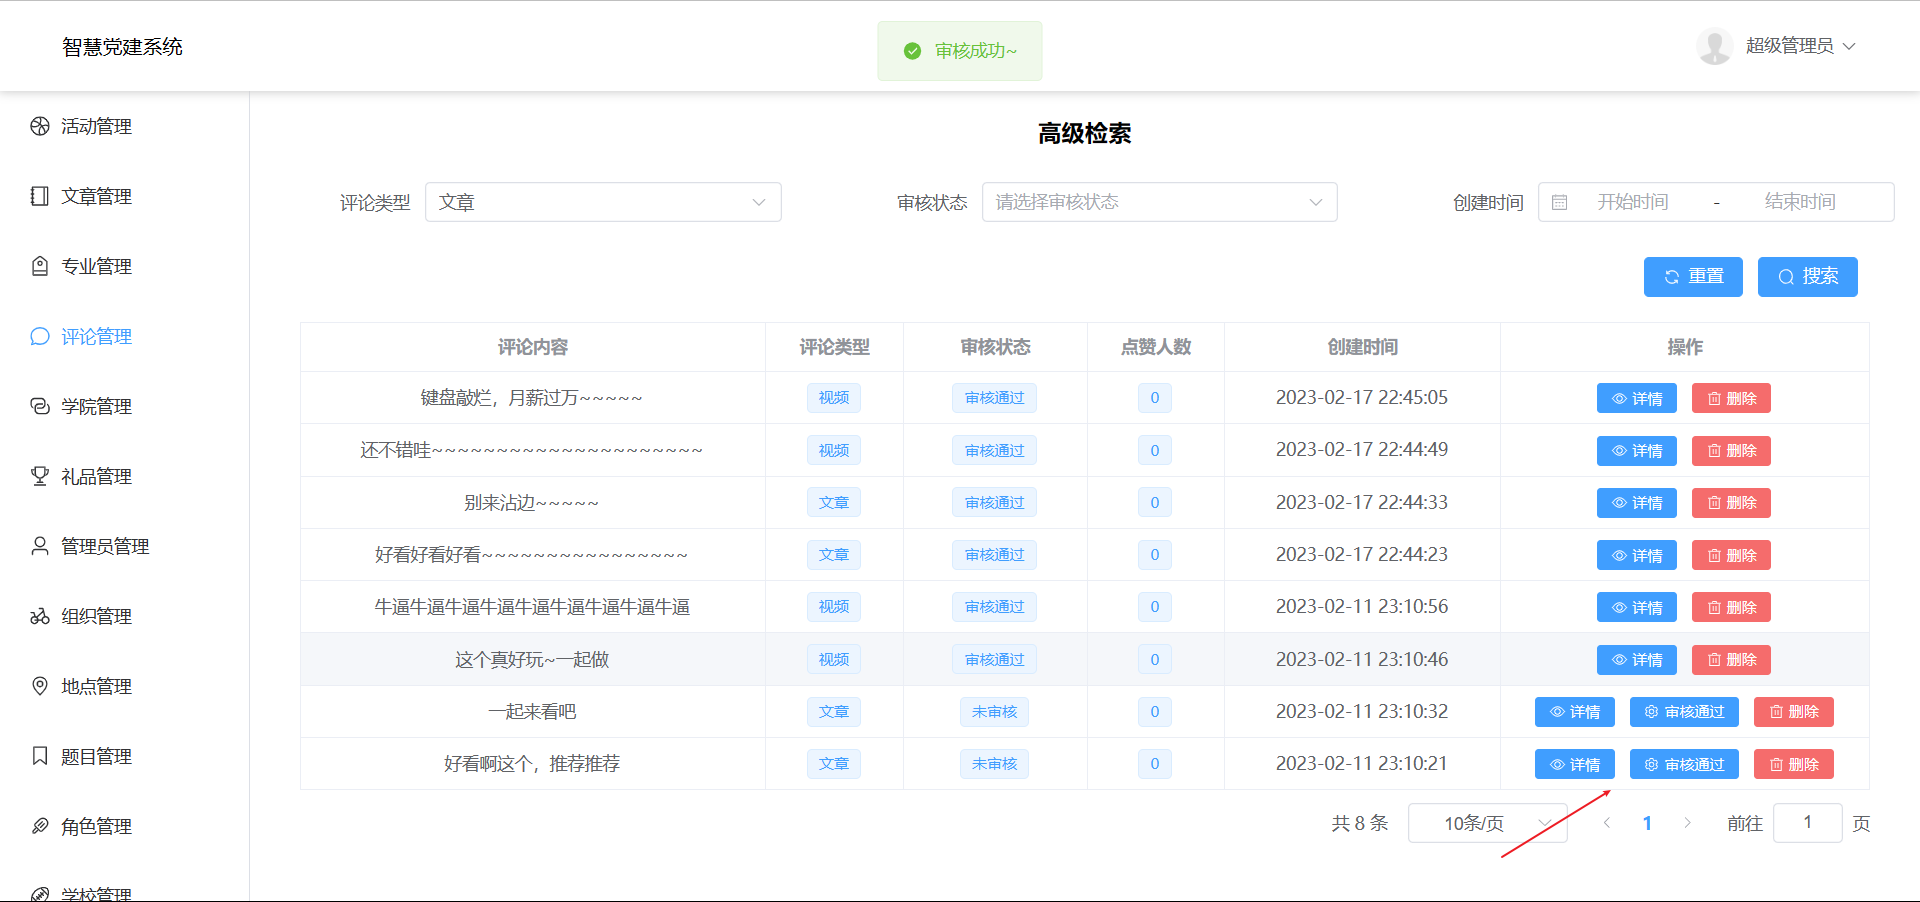 智慧党建系统
审核成功~
超级管理员
活动管理
文章管理
专业管理
评论管理
学院管理
礼品管理
管理员管理
组织管理
地点管理
题目管理
角色管理
学校管理
高级检索
评论类型 文章 审核状态 请选择审核状态 创建时间 开始时间 - 结束时间
重置 搜索
评论内容 评论类型 审核状态 点赞人数 创建时间 操作
键盘敲烂，月薪过万~~~~~ 视频 审核通过 0 2023-02-17 22:45:05 详情 删除
还不错哇~~~~~~~~~~~~~~~~~~~~~ 视频 审核通过 0 2023-02-17 22:44:49 详情 删除
别来沾边~~~~~ 文章 审核通过 0 2023-02-17 22:44:33 详情 删除
好看好看好看~~~~~~~~~~~~~~~~ 文章 审核通过 0 2023-02-17 22:44:23 详情 删除
牛逼牛逼牛逼牛逼牛逼牛逼牛逼牛逼牛逼 视频 审核通过 0 2023-02-11 23:10:56 详情 删除
这个真好玩~一起做 视频 审核通过 0 2023-02-11 23:10:46 详情 删除
一起来看吧 文章 未审核 0 2023-02-11 23:10:32 详情 审核通过 删除
好看啊这个，推荐推荐 文章 未审核 0 2023-02-11 23:10:21 详情 审核通过 删除
共 8 条 10条/页 1 前往 1 页